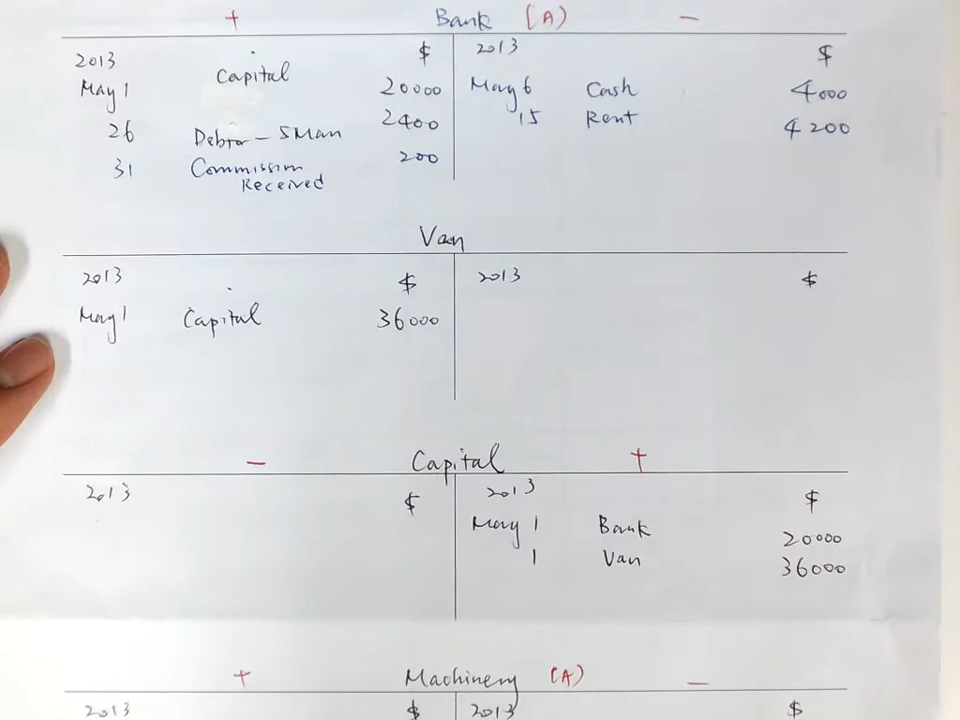 + Bank (A) -
2013 $ 2013 $
May 1 Capital 20000 May 6 Cash 4000
26 Debtor - S Man 2400 15 Rent 4200
31 Commission 200
Received
Van
2013 $ 2013 $
May 1 Capital 36000
- Capital +
2013 $ 2013 $
May 1 Bank 20000
1 Van 36000
+ Machinery (A) -
2013 $ 2013 $